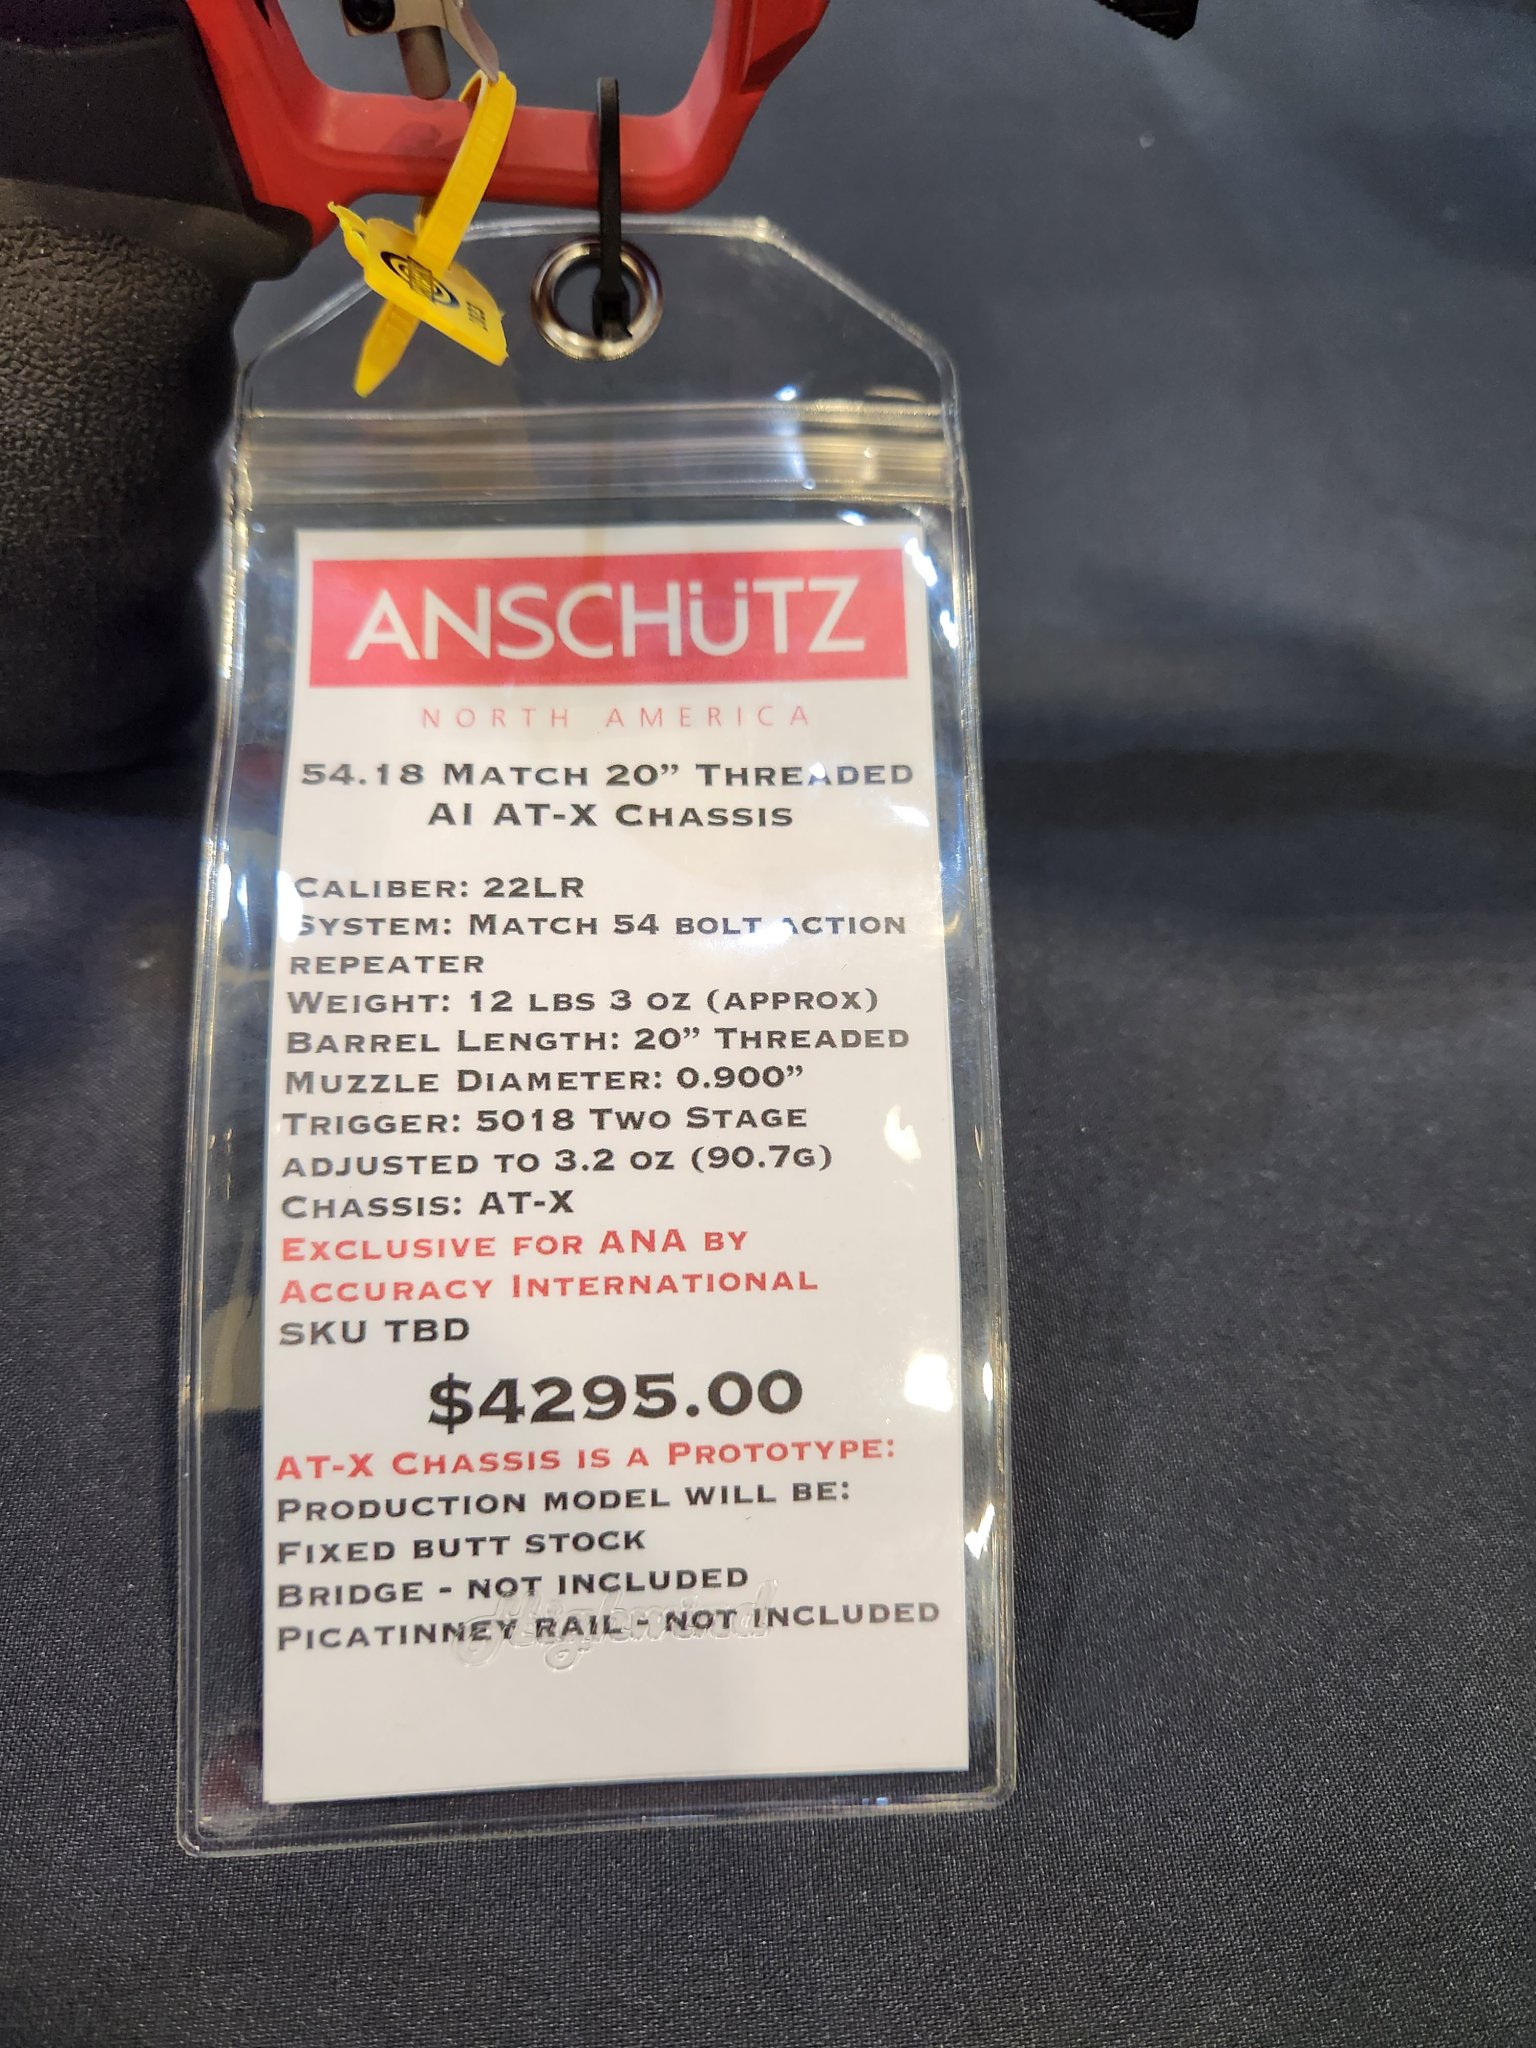 ANSCHüTZ
NORTH AMERICA
54.18 MATCH 20” THREADED
AI AT-X CHASSIS
CALIBER: 22LR
SYSTEM: MATCH 54 BOLT ACTION
REPEATER
WEIGHT: 12 LBS 3 OZ (APPROX)
BARREL LENGTH: 20” THREADED
MUZZLE DIAMETER: 0.900”
TRIGGER: 5018 TWO STAGE
ADJUSTED TO 3.2 OZ (90.7G)
CHASSIS: AT-X
EXCLUSIVE FOR ANA BY
ACCURACY INTERNATIONAL
SKU TBD
$4295.00
AT-X CHASSIS IS A PROTOTYPE:
PRODUCTION MODEL WILL BE:
FIXED BUTT STOCK
BRIDGE - NOT INCLUDED
PICATINNEY RAIL - NOT INCLUDED
Highwind